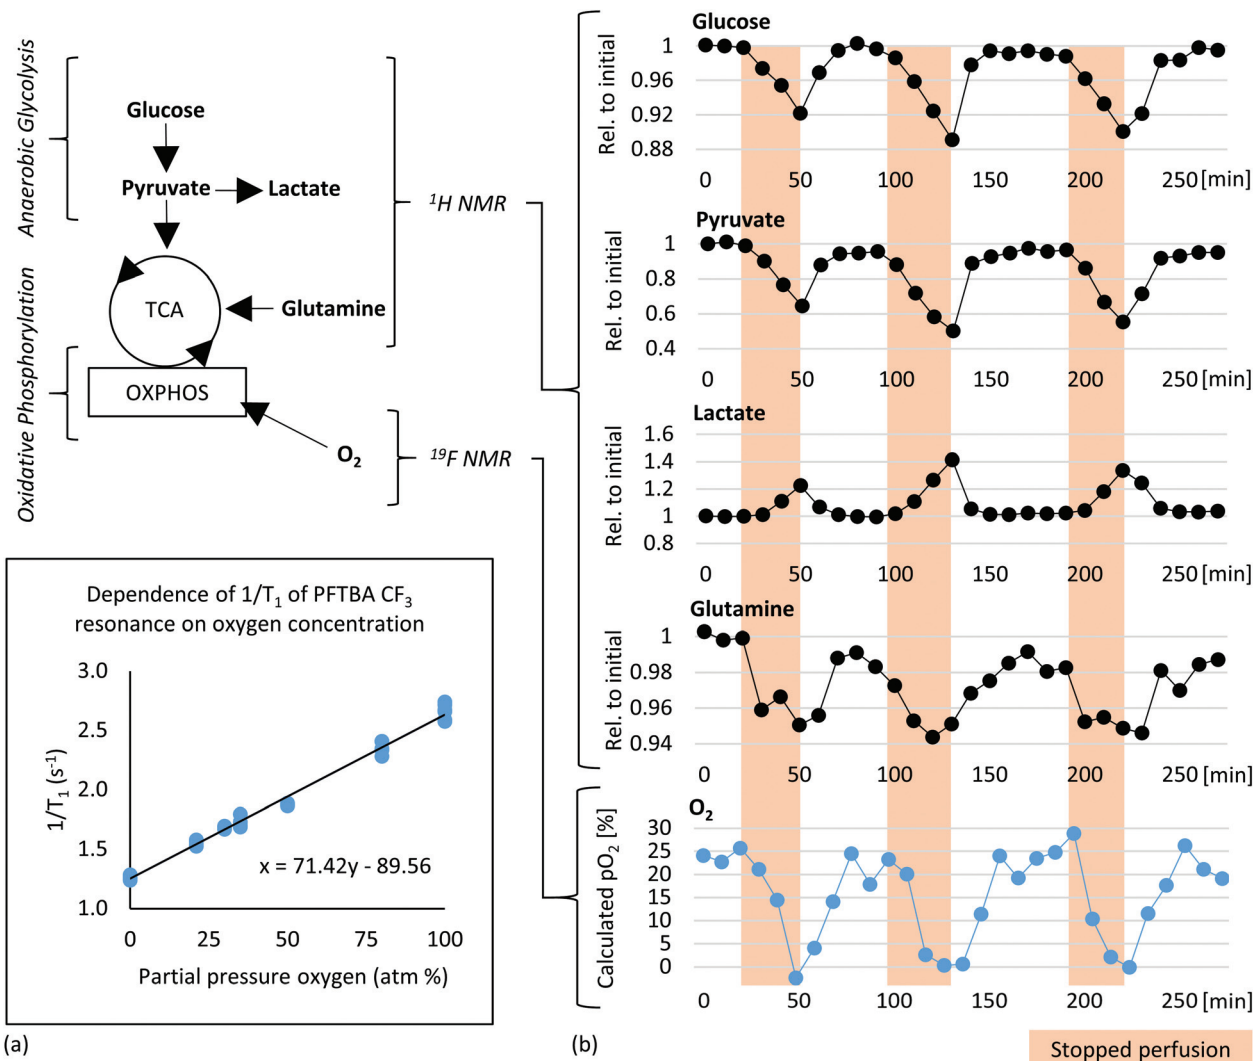 Anaerobic Glycolysis
Glucose
Pyruvate
Lactate
TCA
Glutamine
Oxidative Phosphorylation
OXPHOS
O2
¹H NMR
¹⁹F NMR
Dependence of 1/T1 of PFTBA CF3
resonance on oxygen concentration
1/T1 (s⁻¹)
3.0
2.5
2.0
1.5
1.0
x = 71.42y - 89.56
0 25 50 75 100
Partial pressure oxygen (atm %)
(a)
Glucose
Rel. to initial
1
0.96
0.92
0.88
0 50 100 150 200 250 [min]
Pyruvate
Rel. to initial
1
0.8
0.6
0.4
0 50 100 150 200 250 [min]
Lactate
Rel. to initial
1.6
1.4
1.2
1
0.8
0 50 100 150 200 250 [min]
Glutamine
Rel. to initial
1
0.98
0.96
0.94
0 50 100 150 200 250 [min]
O2
Calculated pO2 [%]
30
25
20
15
10
5
0
0 50 100 150 200 250 [min]
(b)
Stopped perfusion